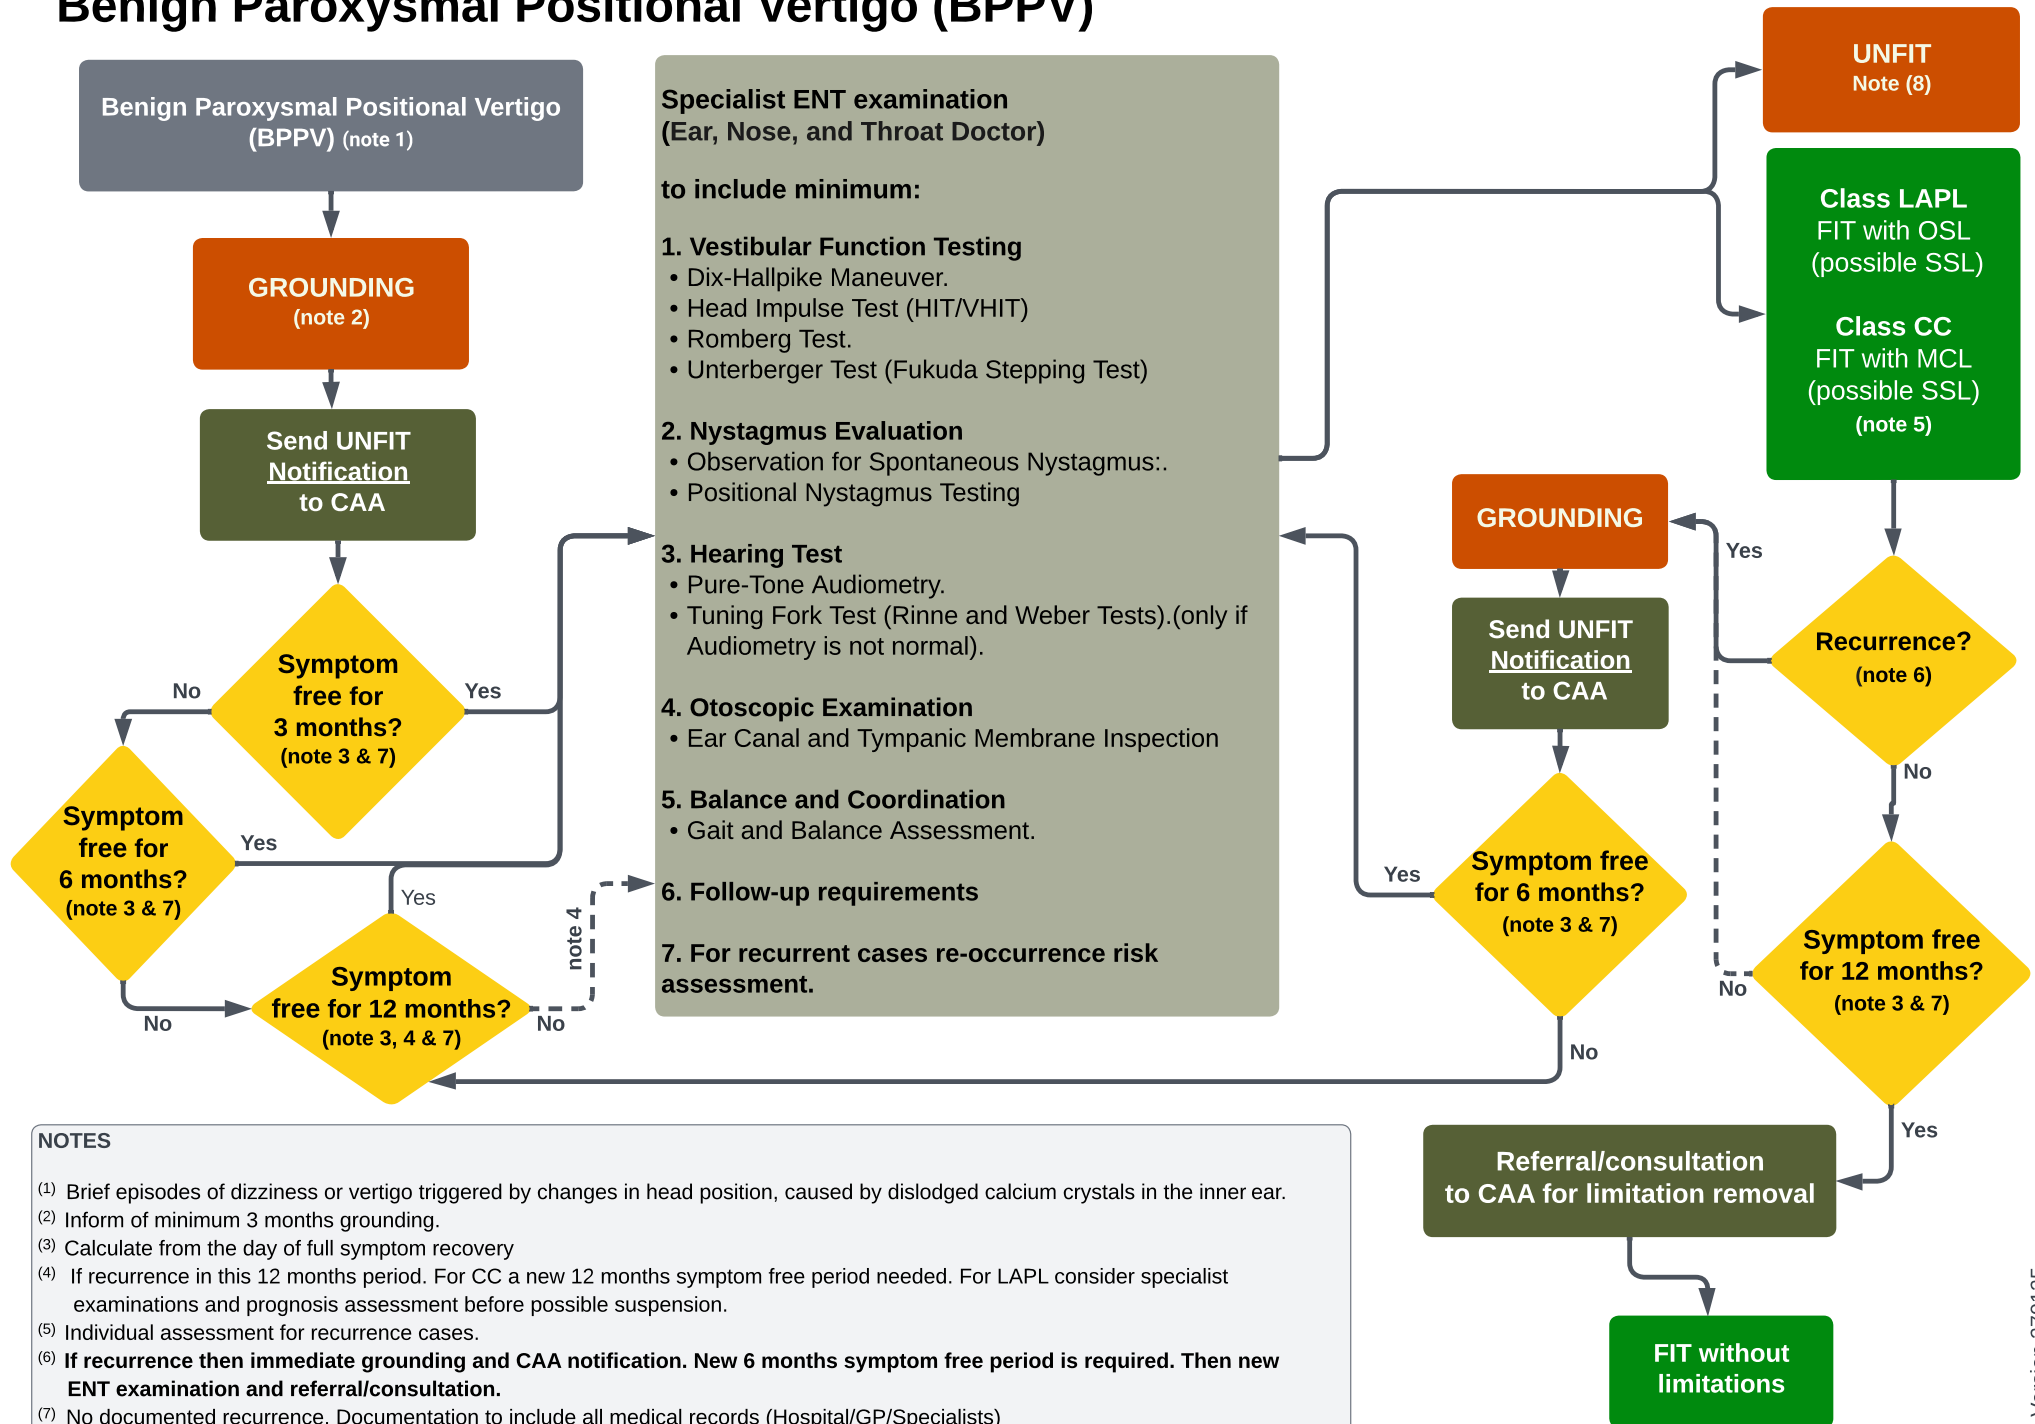 Benign Paroxysmal Positional Vertigo (BPPV)
Benign Paroxysmal Positional Vertigo
(BPPV) (note 1)
GROUNDING
(note 2)
Send UNFIT
Notification
to CAA
Symptom
free for
3 months?
(note 3 & 7)
No
Yes
Symptom
free for
6 months?
(note 3 & 7)
Yes
No
Symptom
free for 12 months?
(note 3, 4 & 7)
Yes
No
note 4
Specialist ENT examination
(Ear, Nose, and Throat Doctor)
to include minimum:
1. Vestibular Function Testing
• Dix-Hallpike Maneuver.
• Head Impulse Test (HIT/VHIT)
• Romberg Test.
• Unterberger Test (Fukuda Stepping Test)
2. Nystagmus Evaluation
• Observation for Spontaneous Nystagmus:.
• Positional Nystagmus Testing
3. Hearing Test
• Pure-Tone Audiometry.
• Tuning Fork Test (Rinne and Weber Tests).(only if
Audiometry is not normal).
4. Otoscopic Examination
• Ear Canal and Tympanic Membrane Inspection
5. Balance and Coordination
• Gait and Balance Assessment.
6. Follow-up requirements
7. For recurrent cases re-occurrence risk
assessment.
UNFIT
Note (8)
Class LAPL
FIT with OSL
(possible SSL)
Class CC
FIT with MCL
(possible SSL)
(note 5)
Recurrence?
(note 6)
Yes
No
GROUNDING
Send UNFIT
Notification
to CAA
Symptom free
for 6 months?
(note 3 & 7)
Yes
No
Symptom free
for 12 months?
(note 3 & 7)
No
Yes
Referral/consultation
to CAA for limitation removal
FIT without
limitations
NOTES
(1) Brief episodes of dizziness or vertigo triggered by changes in head position, caused by dislodged calcium crystals in the inner ear.
(2) Inform of minimum 3 months grounding.
(3) Calculate from the day of full symptom recovery
(4) If recurrence in this 12 months period. For CC a new 12 months symptom free period needed. For LAPL consider specialist
examinations and prognosis assessment before possible suspension.
(5) Individual assessment for recurrence cases.
(6) If recurrence then immediate grounding and CAA notification. New 6 months symptom free period is required. Then new
ENT examination and referral/consultation.
(7) No documented recurrence. Documentation to include all medical records (Hospital/GP/Specialists)